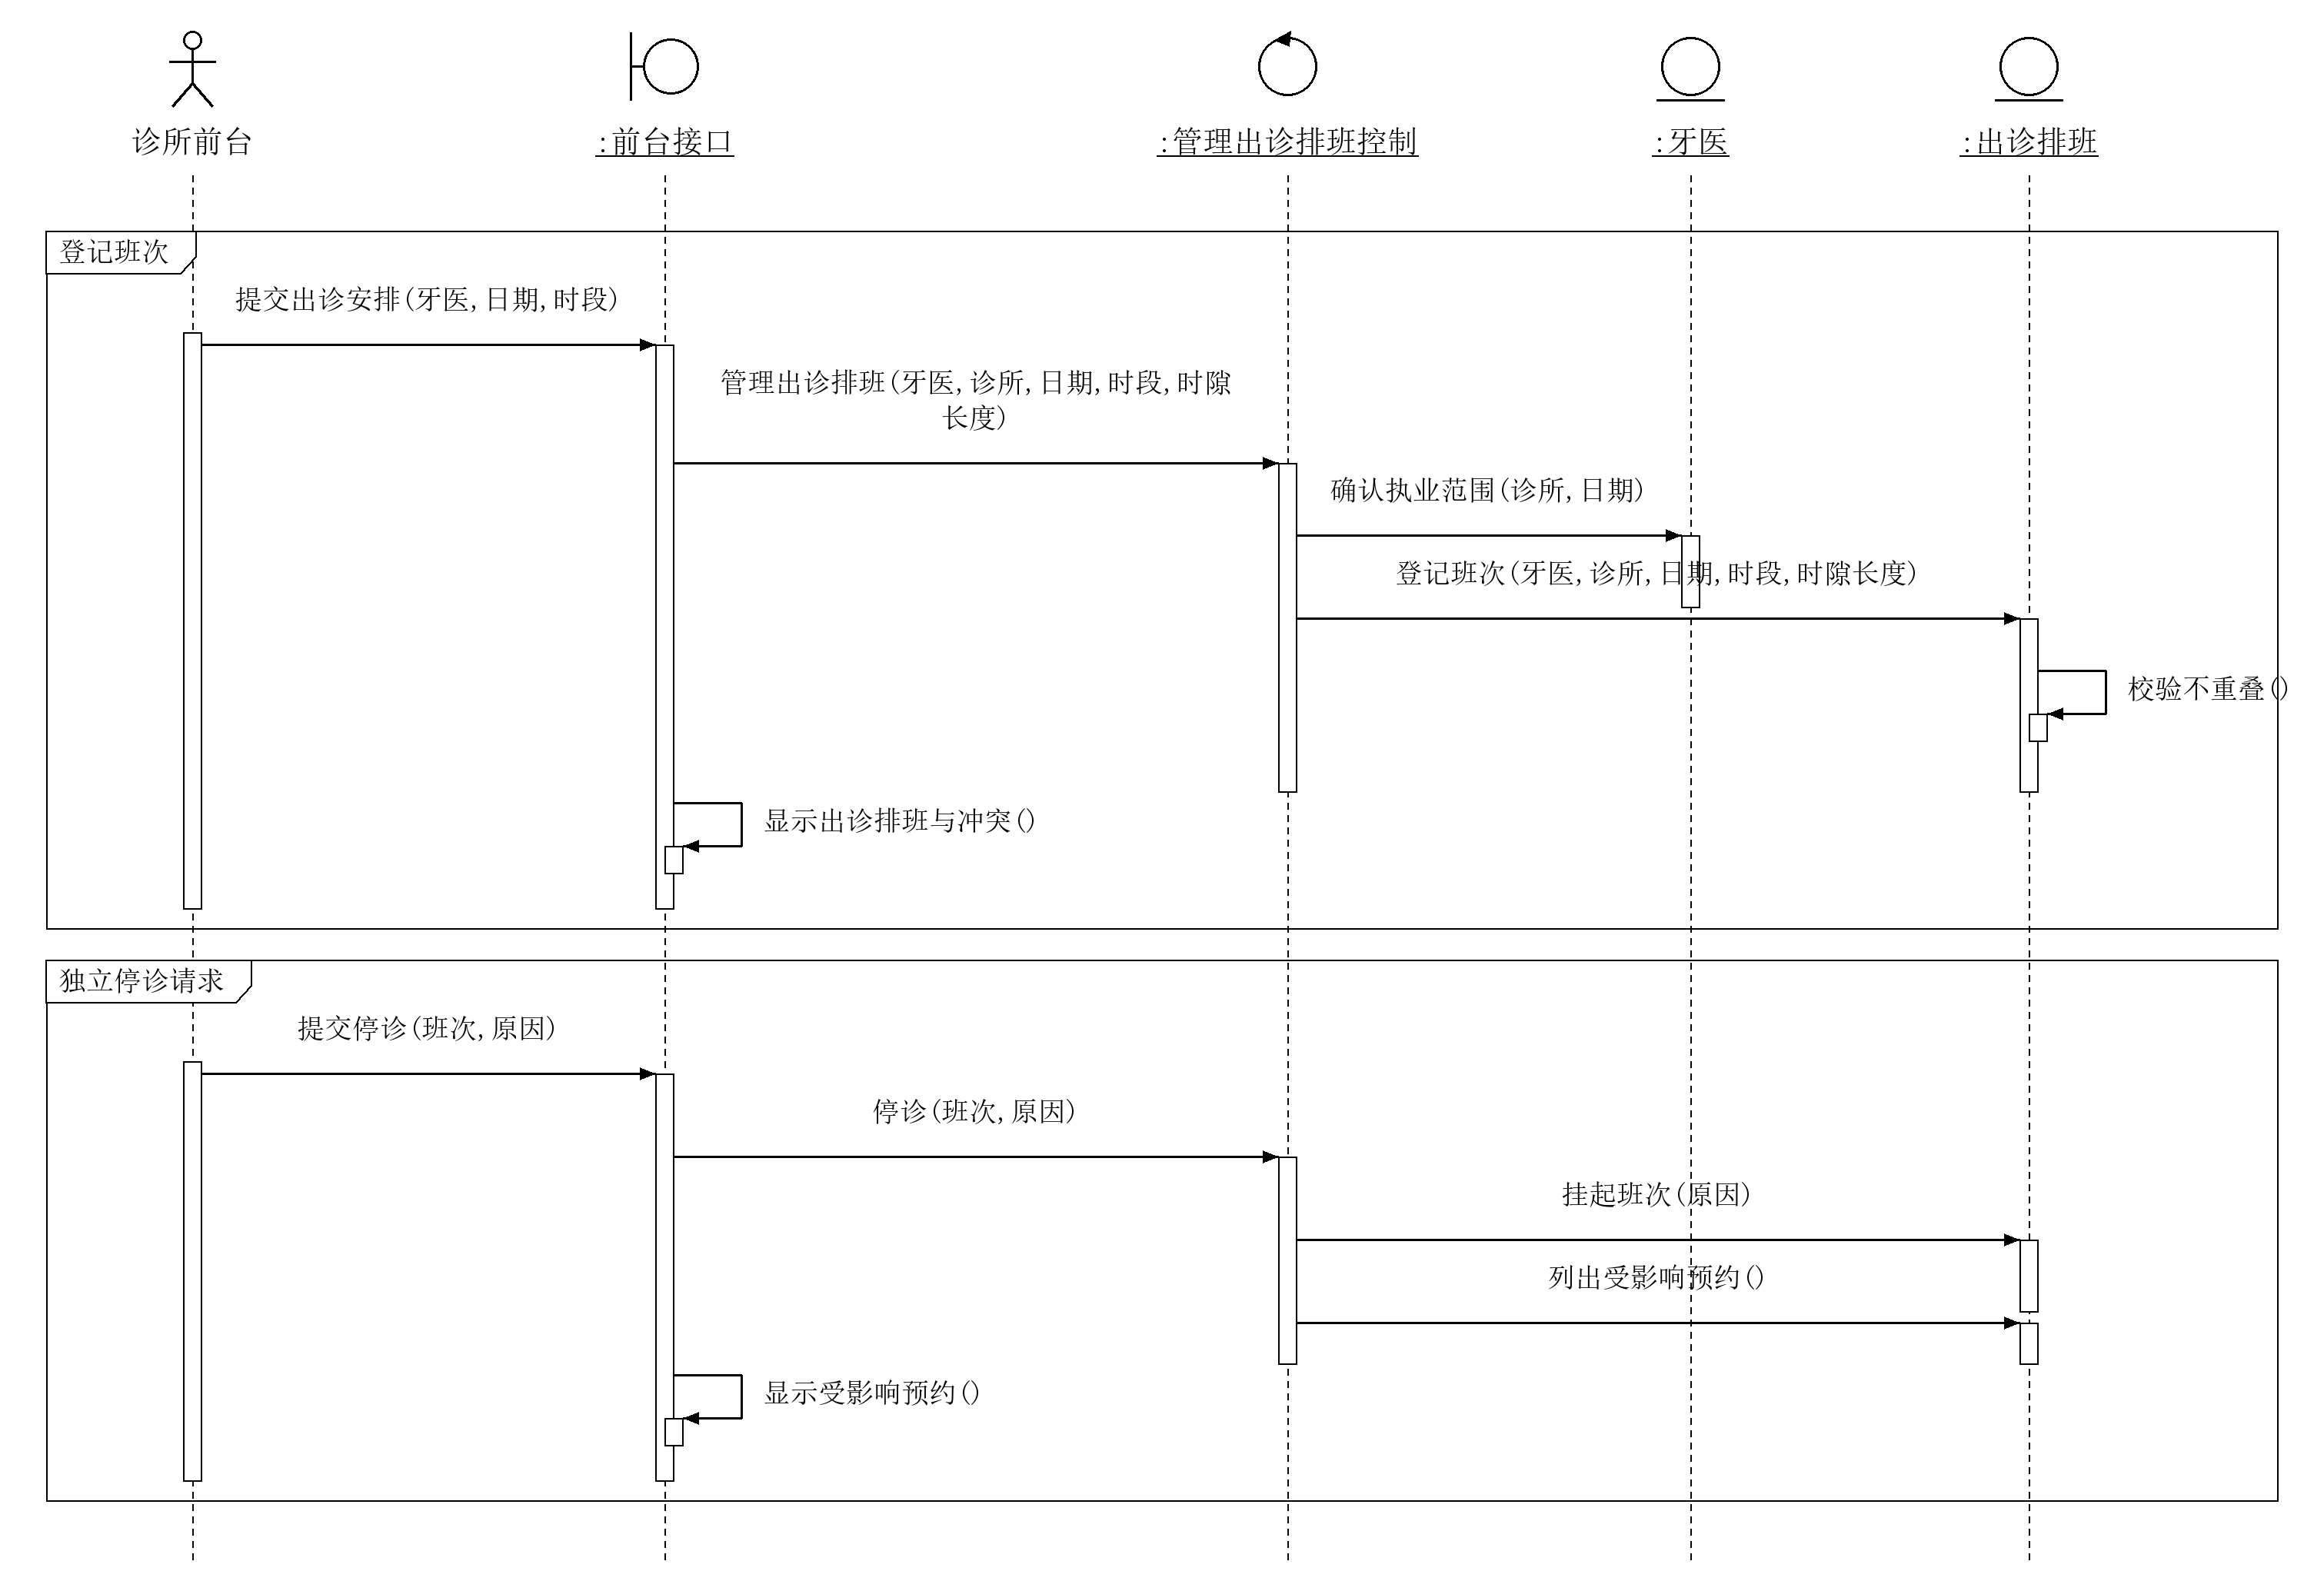 诊所前台
:前台接口
:管理出诊排班控制
:牙医
:出诊排班
登记班次
提交出诊安排(牙医,日期,时段)
管理出诊排班(牙医,诊所,日期,时段,时隙
长度)
确认执业范围(诊所,日期)
登记班次(牙医,诊所,日期,时段,时隙长度)
校验不重叠()
显示出诊排班与冲突()
独立停诊请求
提交停诊(班次,原因)
停诊(班次,原因)
挂起班次(原因)
列出受影响预约()
显示受影响预约()